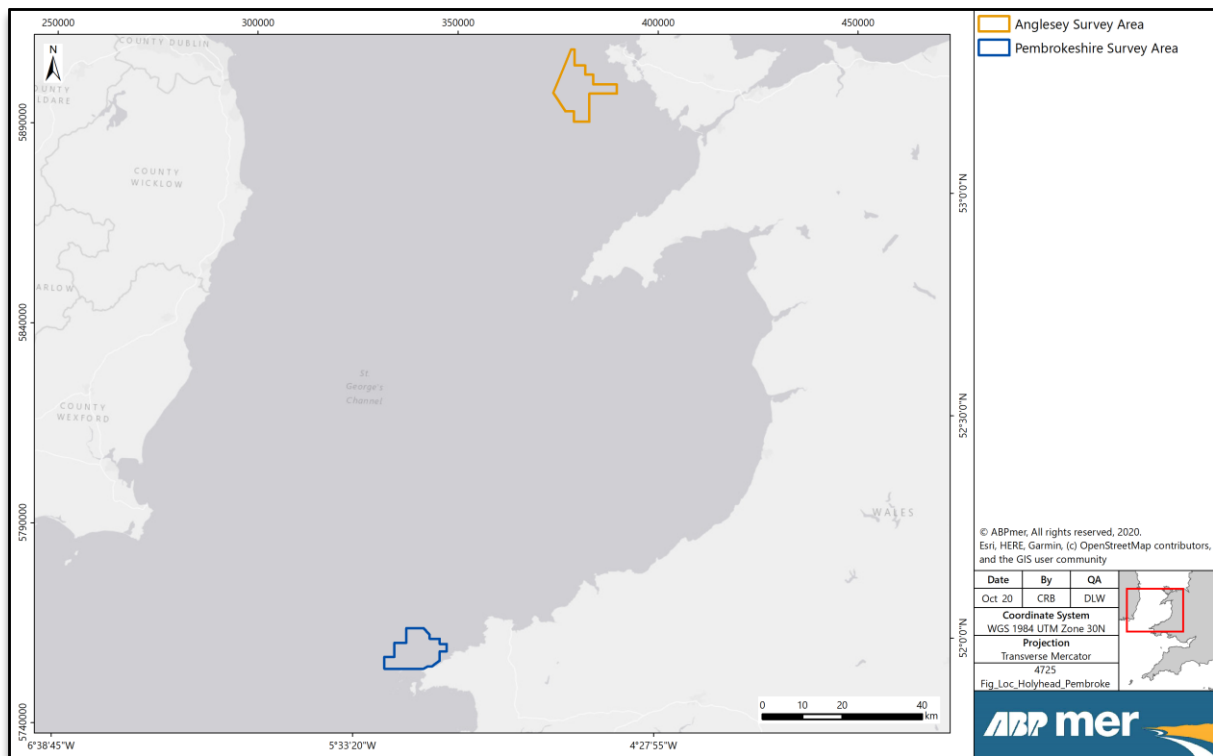 250000 300000 350000 400000 450000
Anglesey Survey Area
Pembrokeshire Survey Area
N
COUNTY DUBLIN
OUNTY
ILDARE
5890000
COUNTY
WICKLOW
53°0'0"N
ARLOW
5840000
St
George's
Channel
COUNTY
WEXFORD
52°30'0"N
5790000
WALES
52°0'0"N
5740000
0 10 20 40
km
6°38'45"W 5°33'20"W 4°27'55"W
© ABPmer, All rights reserved, 2020.
Esri, HERE, Garmin, (c) OpenStreetMap contributors,
and the GIS user community
Date By QA
Oct 20 CRB DLW
Coordinate System
WGS 1984 UTM Zone 30N
Projection
Transverse Mercator
4725
Fig_Loc_Holyhead_Pembroke
ABPmer